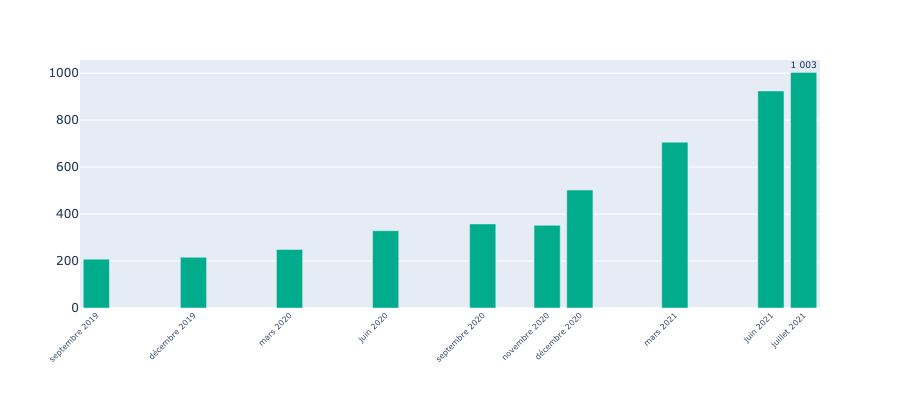 1 003
1000
800
600
400
200
0
septembre 2019
décembre 2019
mars 2020
juin 2020
septembre 2020
novembre 2020
décembre 2020
mars 2021
juin 2021
juillet 2021